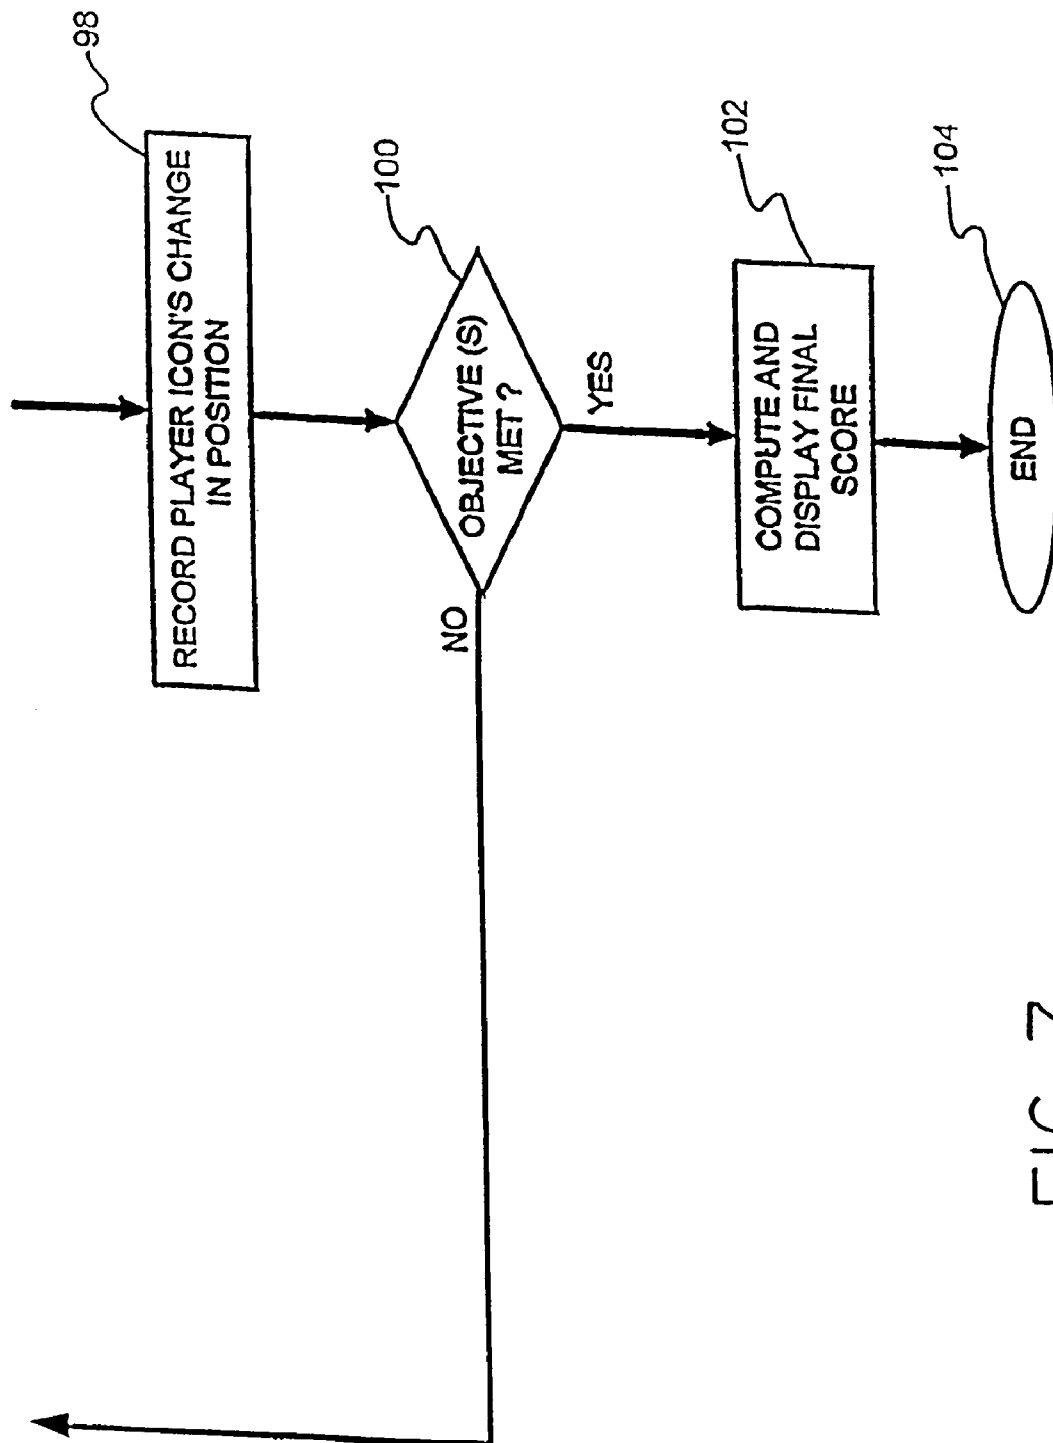 98
RECORD PLAYER ICON'S CHANGE
IN POSITION
100
OBJECTIVE (S)
MET ?
NO
YES
102
COMPUTE AND
DISPLAY FINAL
SCORE
104
END
FIG. 7